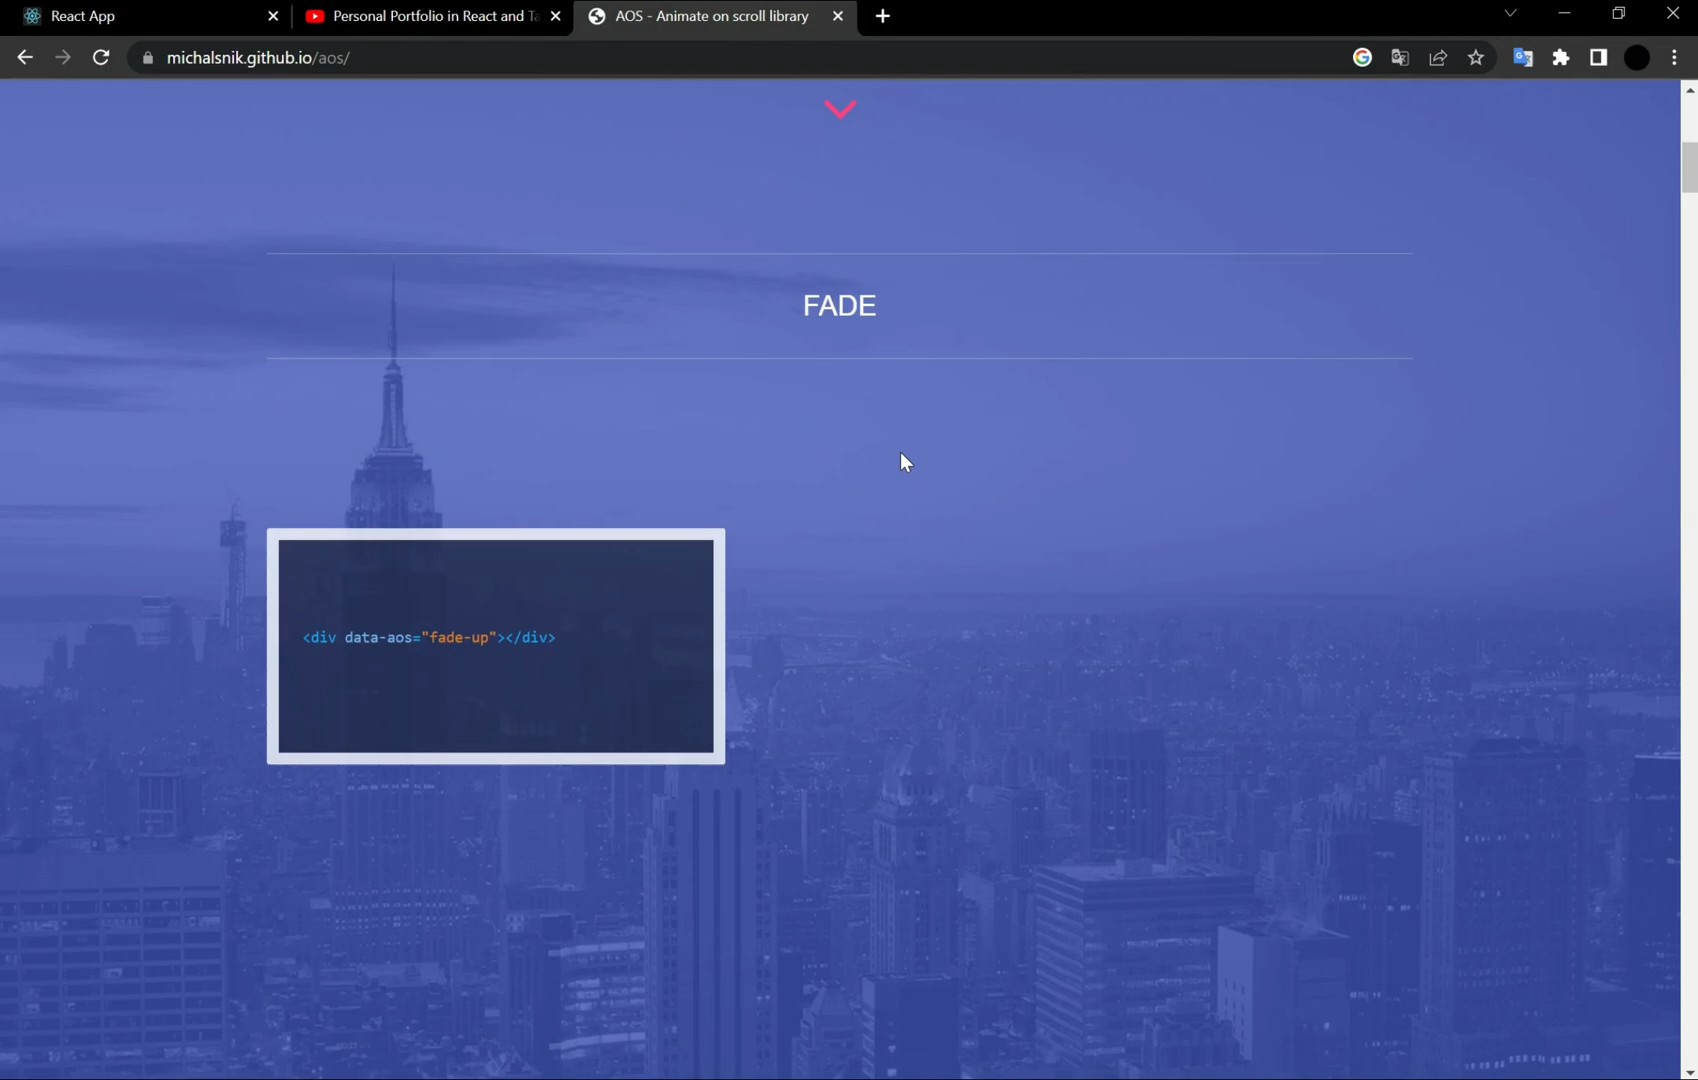 React App
Personal Portfolio in React and Ta
AOS - Animate on scroll library
michalsnik.github.io/aos/
FADE
<div data-aos="fade-up"></div>